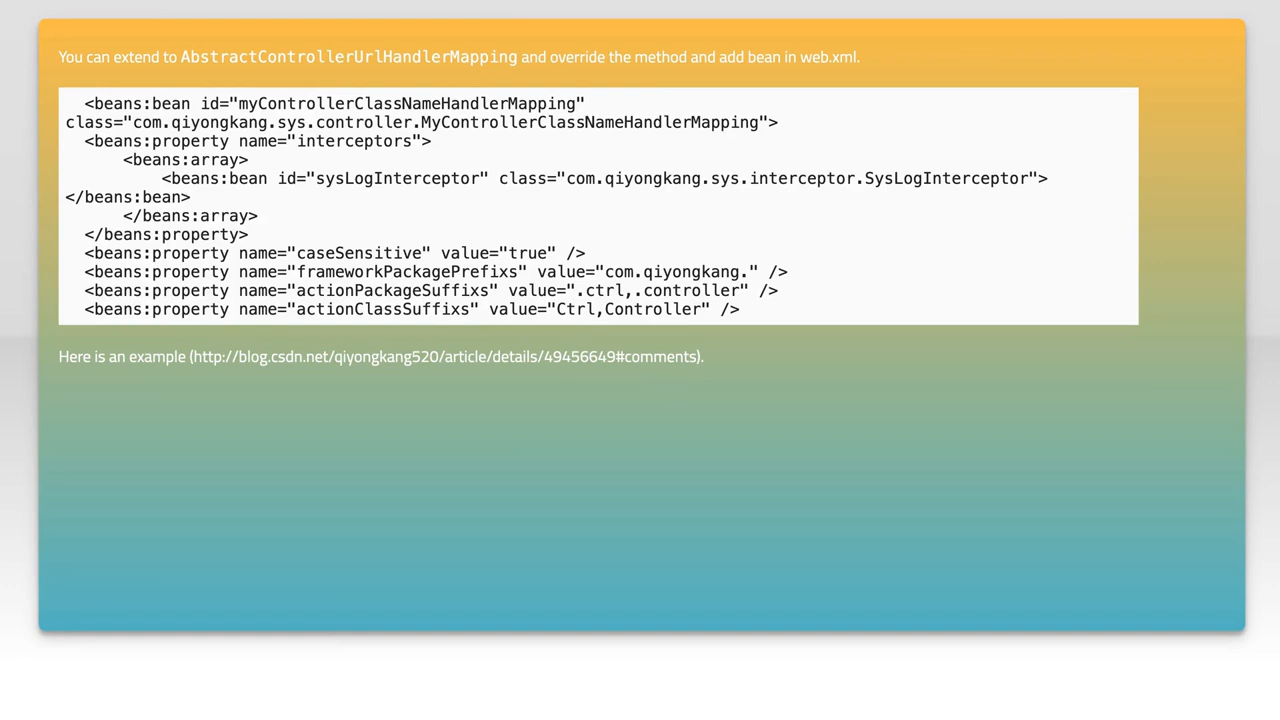 You can extend to AbstractControllerUrlHandlerMapping and override the method and add bean in web.xml.
<beans:bean id="myControllerClassNameHandlerMapping"
class="com.qiyongkang.sys.controller.MyControllerClassNameHandlerMapping">
<beans:property name="interceptors">
<beans:array>
<beans:bean id="sysLogInterceptor" class="com.qiyongkang.sys.interceptor.SysLogInterceptor">
</beans:bean>
</beans:array>
</beans:property>
<beans:property name="caseSensitive" value="true" />
<beans:property name="frameworkPackagePrefixs" value="com.qiyongkang." />
<beans:property name="actionPackageSuffixs" value=".ctrl,.controller" />
<beans:property name="actionClassSuffixs" value="Ctrl,Controller" />
Here is an example (http://blog.csdn.net/qiyongkang520/article/details/49456649#comments).